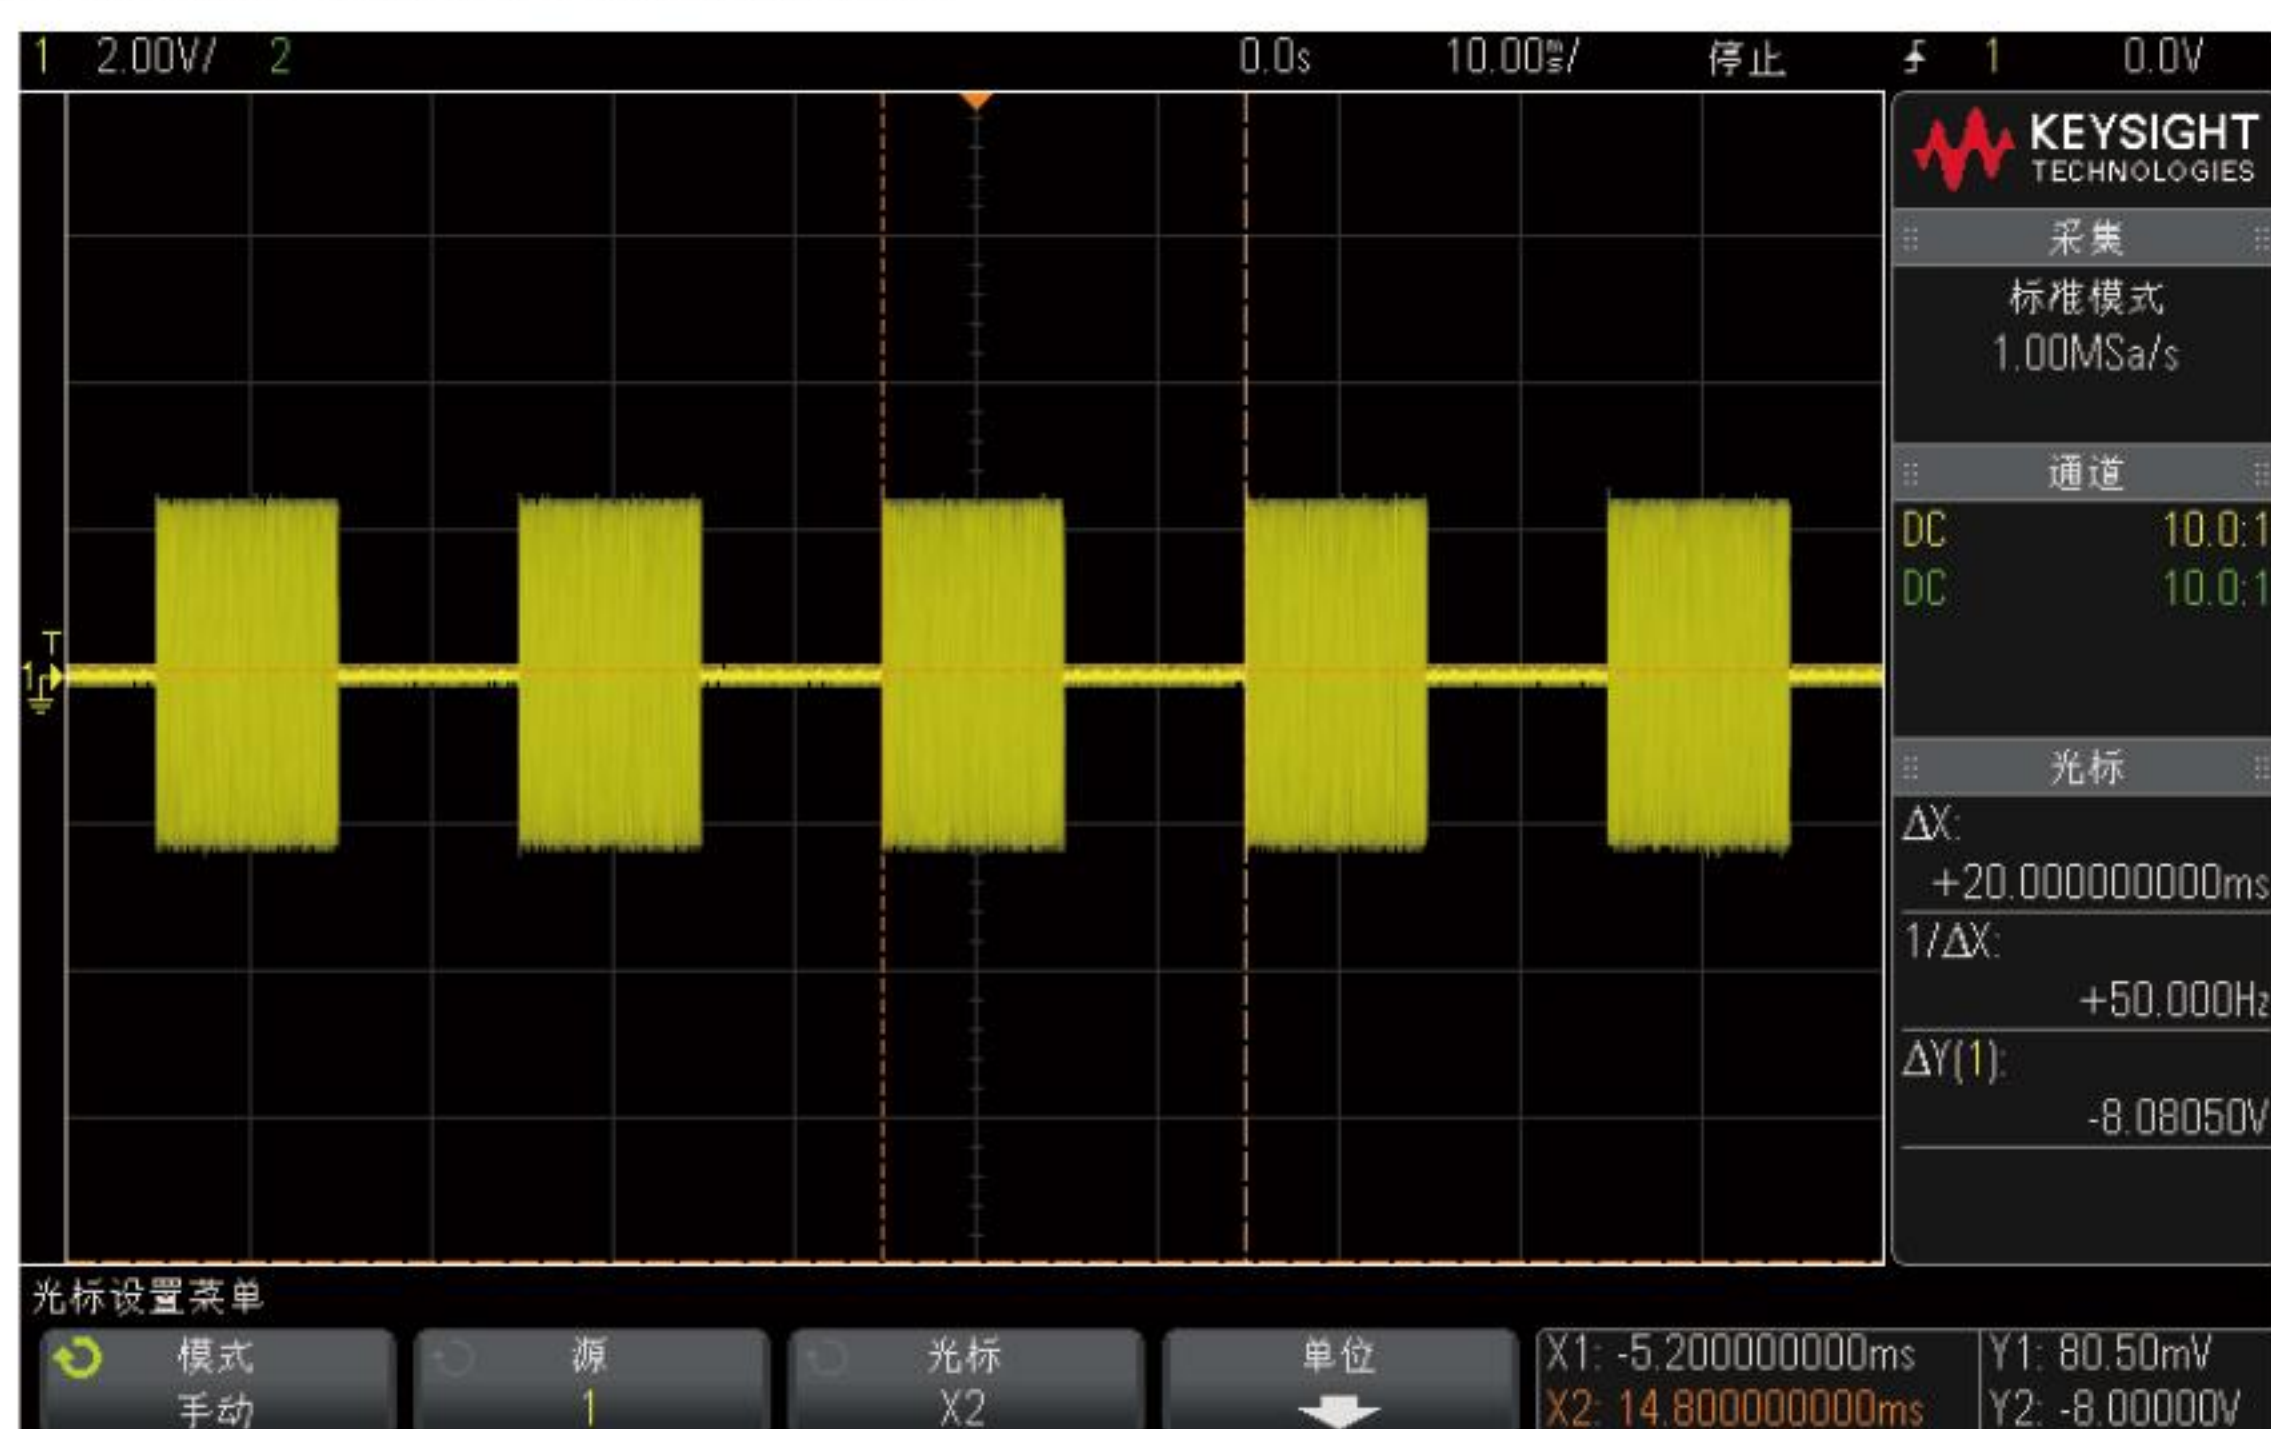 1 2.00V/ 2 0.0s 10.00ms/ 停止 1 0.0V
KEYSIGHT
TECHNOLOGIES
采集
标准模式
1.00MSa/s
通道
DC 10.0:1
DC 10.0:1
T
1
光标
ΔX:
+20.000000000ms
1/ΔX:
+50.000Hz
ΔY(1):
-8.08050V
光标设置菜单
模式
手动
源
1
光标
X2
单位
X1: -5.200000000ms
X2: 14.800000000ms
Y1: 80.50mV
Y2: -8.00000V